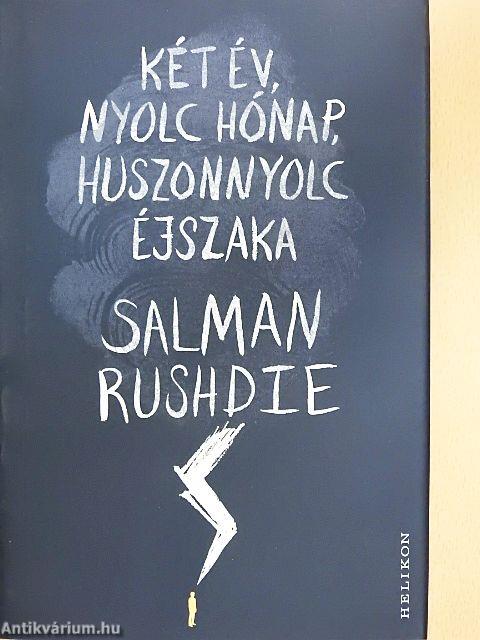 KÉT ÉV,
NYOLC HÓNAP,
HUSZONNYOLC
ÉJSZAKA
SALMAN
RUSHDIE
HELIKON
Antikvárium.hu